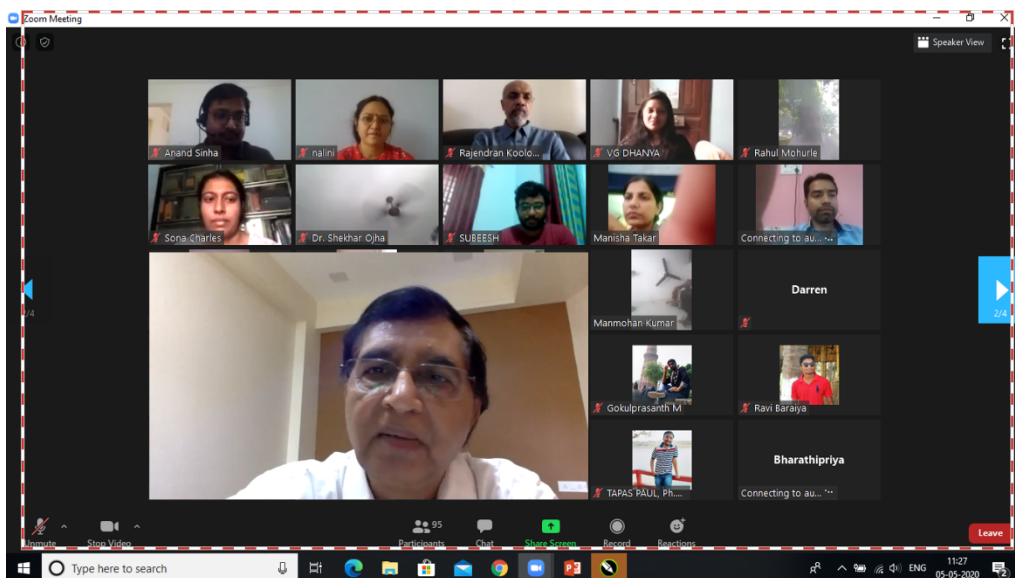 Zoom Meeting
Speaker View
Anand Sinha
nalini
Rajendran Koolo...
VG DHANYA
Rahul Mohurle
Sona Charles
Dr. Shekhar Ojha
SUBEESH
Manisha Takar
Connecting to au... ...
Manmohan Kumar
Darren
/4
2/4
Gokulprasanth M
Ravi Baraiya
TAPAS PAUL, Ph....
Bharathipriya
Connecting to au... ...
Unmute
Stop Video
95
Participants
Chat
Share Screen
Record
Reactions
Leave
Type here to search
ENG
11:27
05-05-2020
2